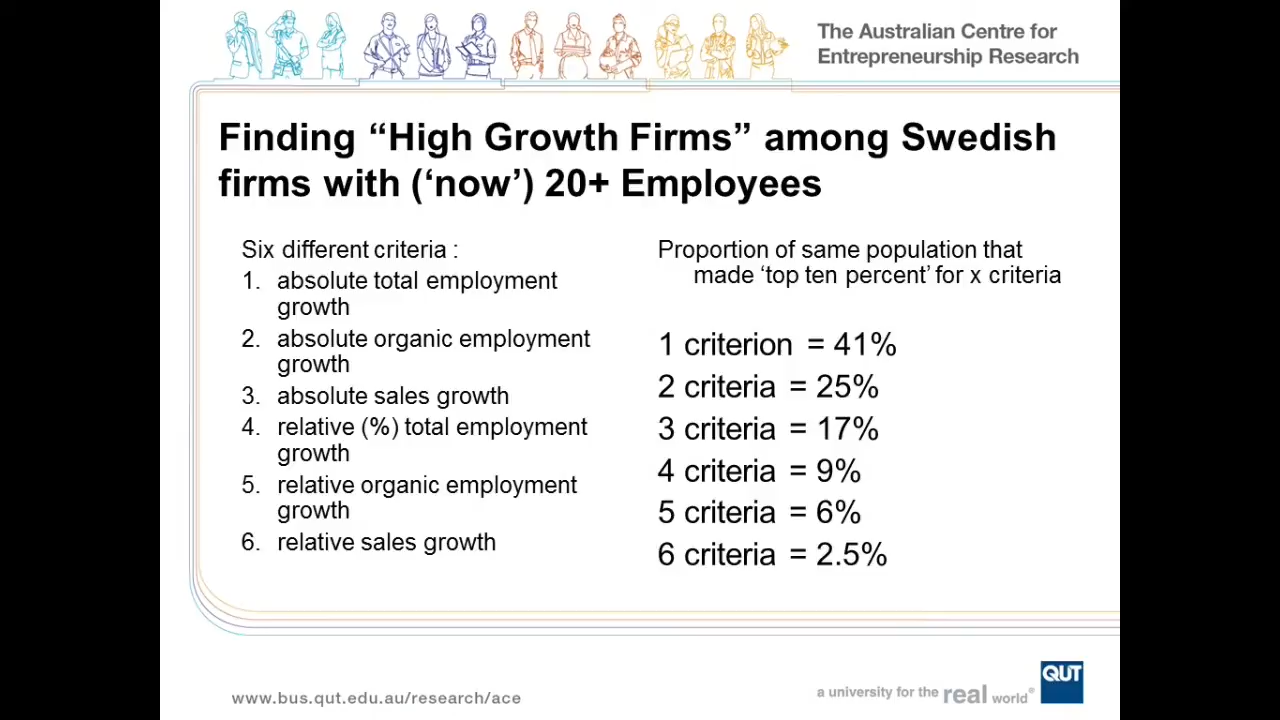 The Australian Centre for
Entrepreneurship Research
Finding “High Growth Firms” among Swedish
firms with (‘now’) 20+ Employees
Six different criteria :
1. absolute total employment
growth
2. absolute organic employment
growth
3. absolute sales growth
4. relative (%) total employment
growth
5. relative organic employment
growth
6. relative sales growth
Proportion of same population that
made ‘top ten percent’ for x criteria
1 criterion = 41%
2 criteria = 25%
3 criteria = 17%
4 criteria = 9%
5 criteria = 6%
6 criteria = 2.5%
www.bus.qut.edu.au/research/ace
a university for the real world®
QUT